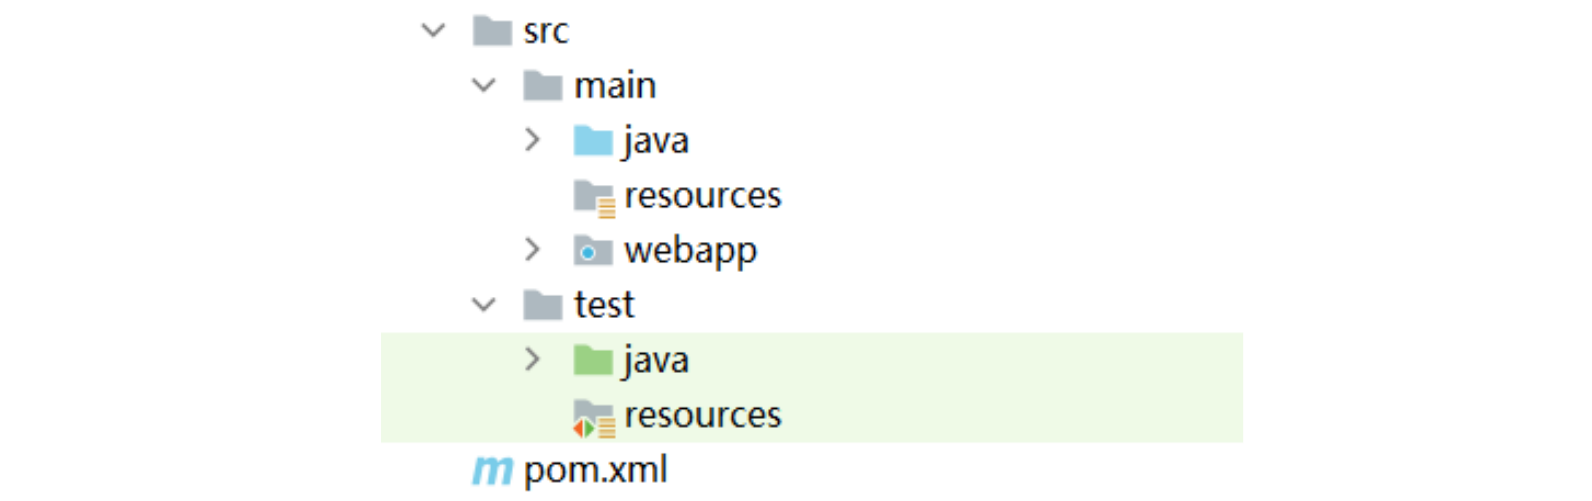 src
main
java
resources
webapp
test
java
resources
pom.xml